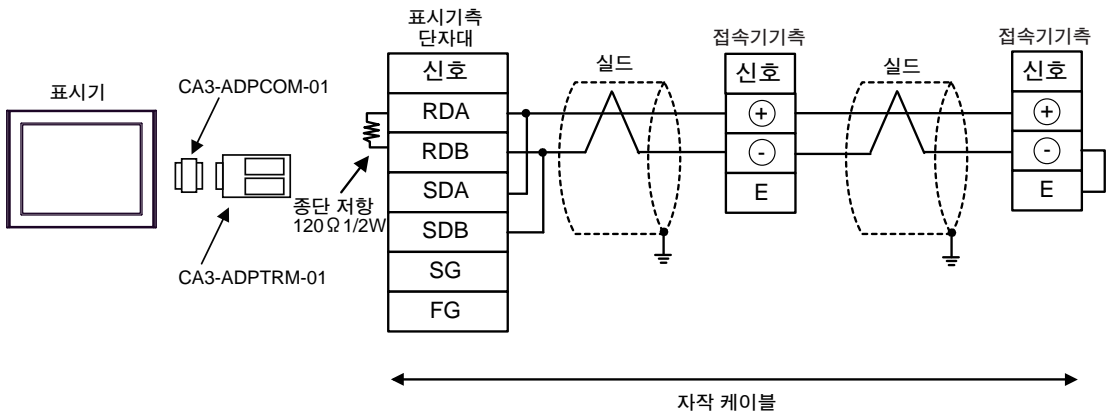 표시기
CA3-ADPCOM-01
CA3-ADPTRM-01
종단 저항
120Ω 1/2W
표시기측
단자대
신호
RDA
RDB
SDA
SDB
SG
FG
실드
접속기기측
신호
+
-
E
실드
접속기기측
신호
+
-
E
자작 케이블